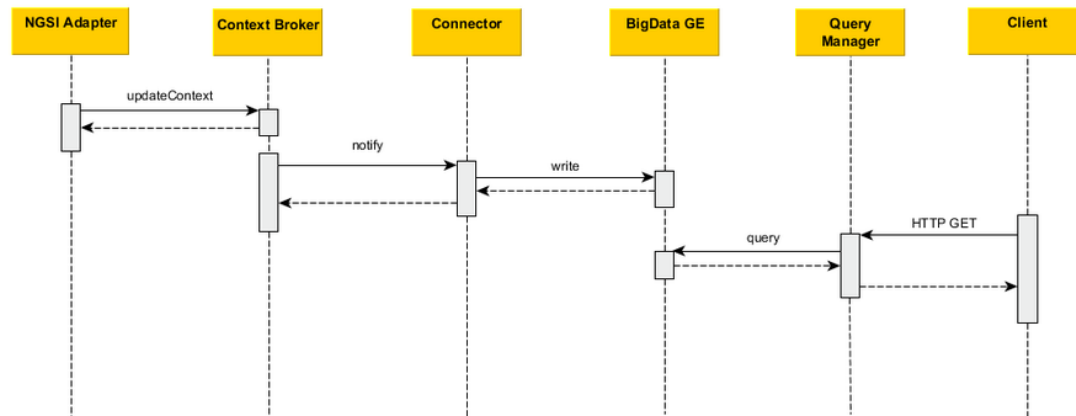 NGSI Adapter
Context Broker
Connector
BigData GE
Query
Manager
Client
updateContext
notify
write
HTTP GET
query